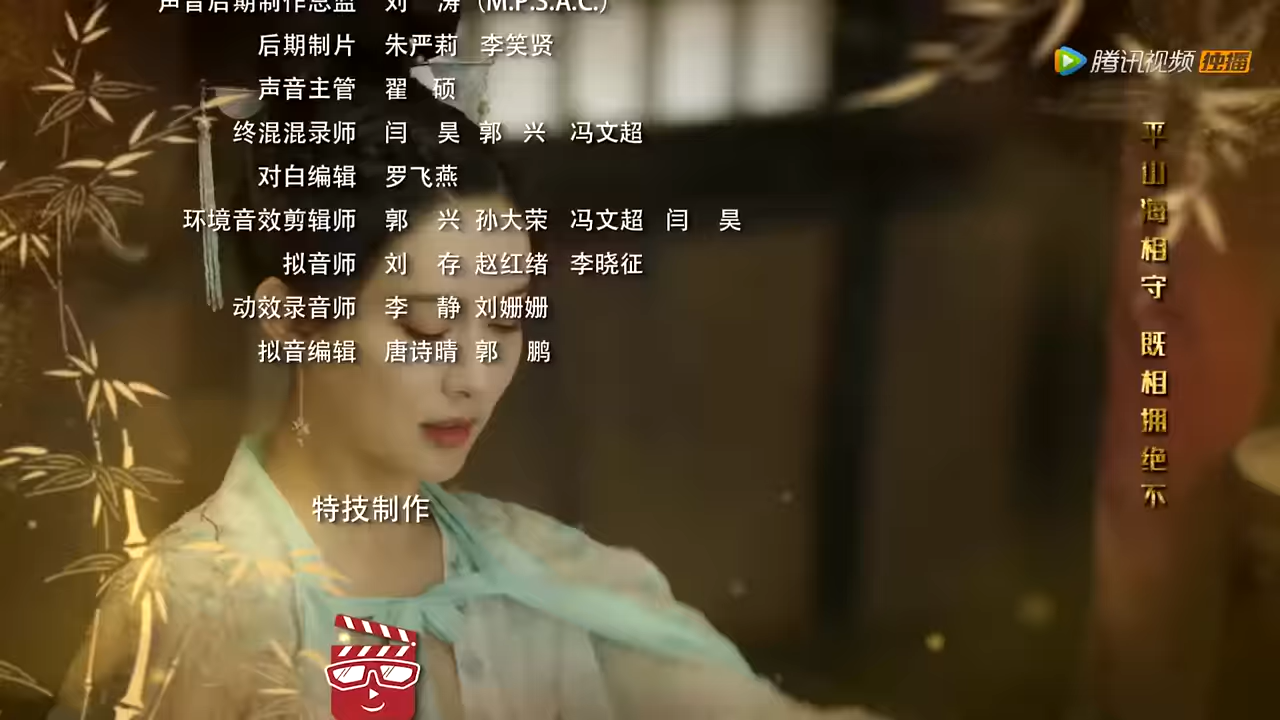 声音后期制作总监 刘 涛 (M.P.S.A.C.)
后期制片 朱严莉 李笑贤
声音主管 翟 硕
终混混录师 闫 昊 郭 兴 冯文超
对白编辑 罗飞燕
环境音效剪辑师 郭 兴 孙大荣 冯文超 闫 昊
拟音师 刘 存 赵红绪 李晓征
动效录音师 李 静 刘姗姗
拟音编辑 唐诗晴 郭 鹏
特技制作
腾讯视频 独播
平山海相守 既相拥绝不